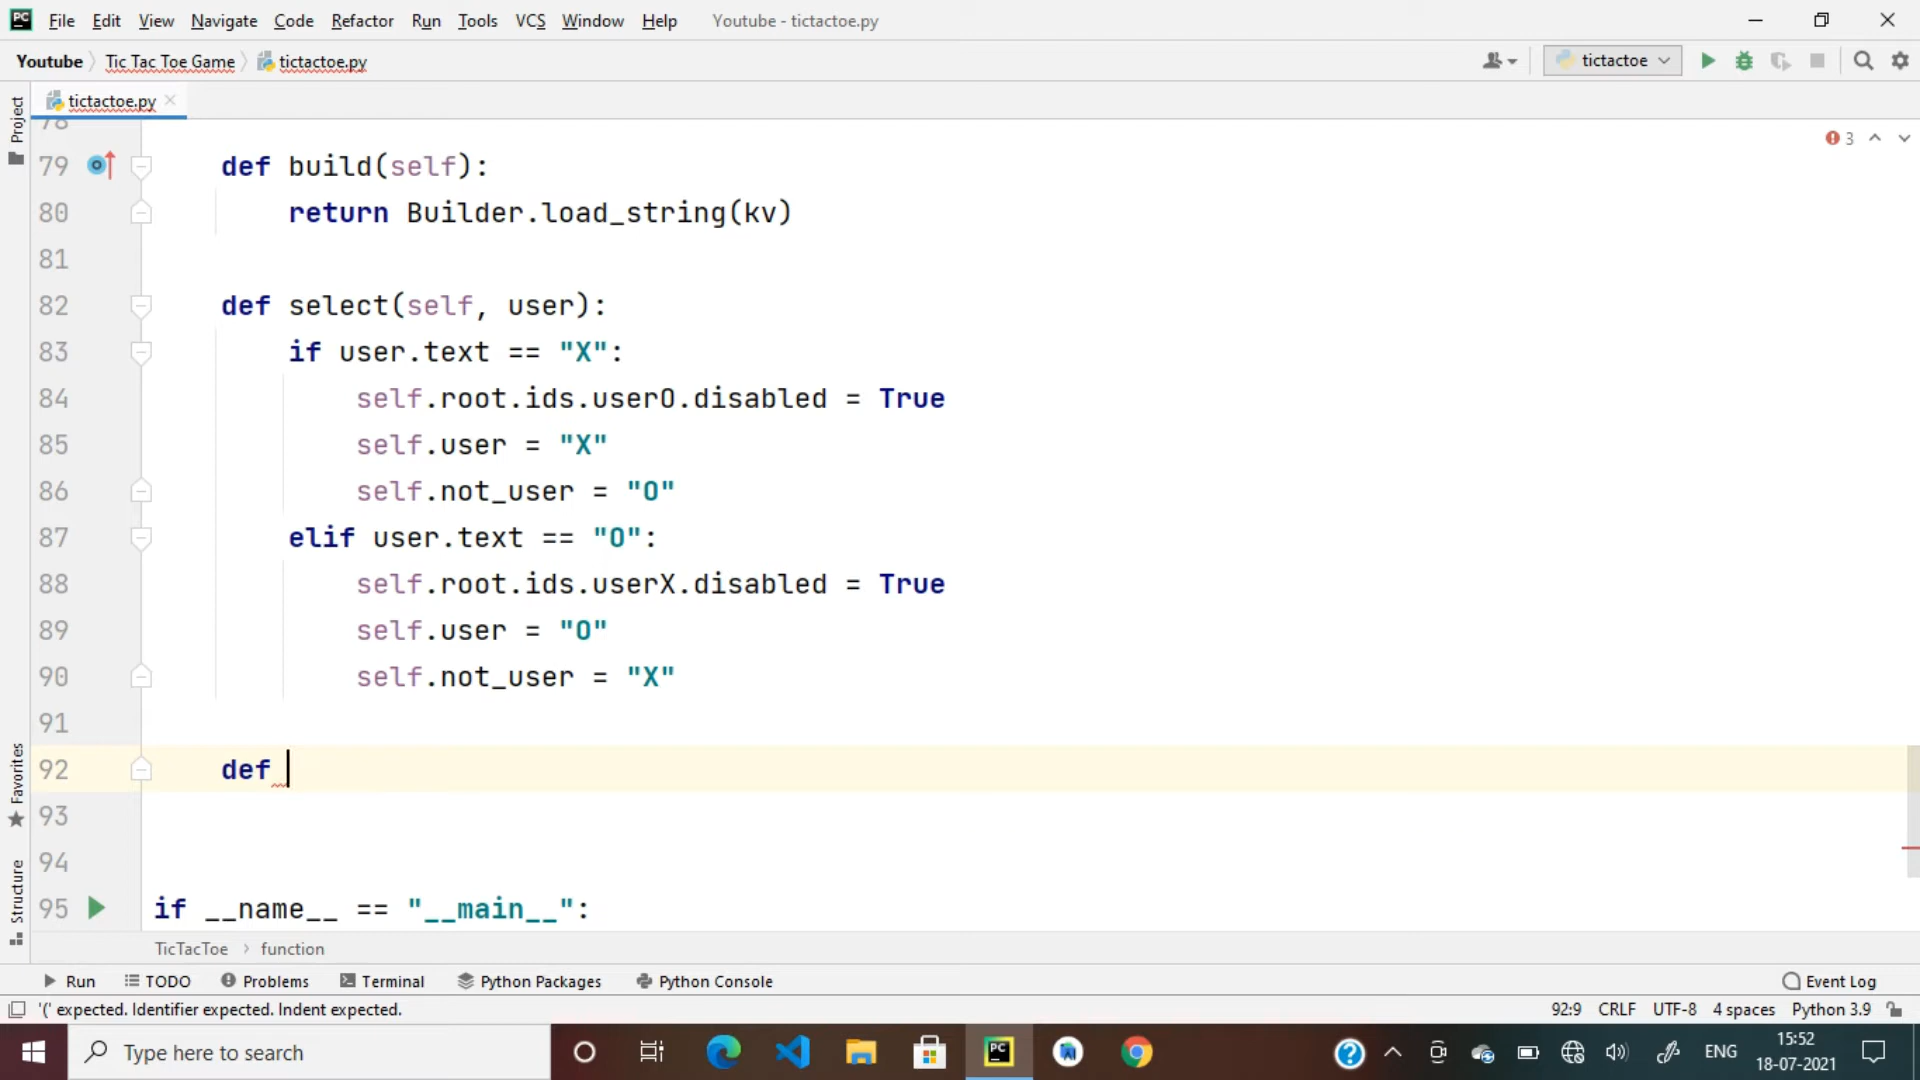 PC File Edit View Navigate Code Refactor Run Tools VCS Window Help Youtube - tictactoe.py
Youtube Tic Tac Toe Game tictactoe.py tictactoe
Project tictactoe.py
78
3
79 def build(self):
80 return Builder.load_string(kv)
81
82 def select(self, user):
83 if user.text == "X":
84 self.root.ids.userO.disabled = True
85 self.user = "X"
86 self.not_user = "O"
87 elif user.text == "O":
88 self.root.ids.userX.disabled = True
89 self.user = "O"
90 self.not_user = "X"
91
92 def
93
94
95 if __name__ == "__main__":
Favorites
Structure
TicTacToe function
Run TODO Problems Terminal Python Packages Python Console Event Log
'(' expected. Identifier expected. Indent expected. 92:9 CRLF UTF-8 4 spaces Python 3.9
Type here to search PC ENG 15:52
18-07-2021